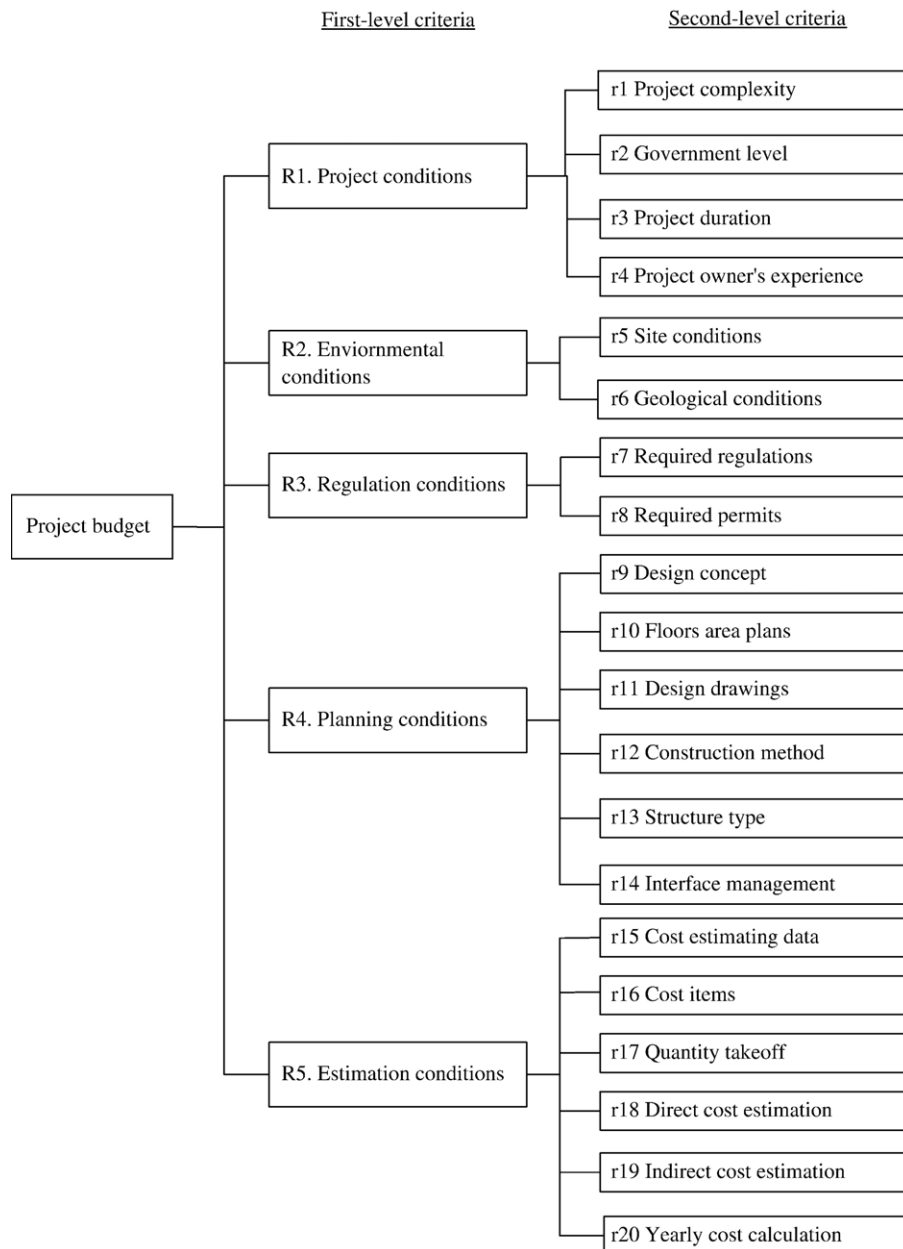 First-level criteria
Second-level criteria
Project budget
R1. Project conditions
r1 Project complexity
r2 Government level
r3 Project duration
r4 Project owner's experience
R2. Enviornmental
conditions
r5 Site conditions
r6 Geological conditions
R3. Regulation conditions
r7 Required regulations
r8 Required permits
R4. Planning conditions
r9 Design concept
r10 Floors area plans
r11 Design drawings
r12 Construction method
r13 Structure type
r14 Interface management
R5. Estimation conditions
r15 Cost estimating data
r16 Cost items
r17 Quantity takeoff
r18 Direct cost estimation
r19 Indirect cost estimation
r20 Yearly cost calculation